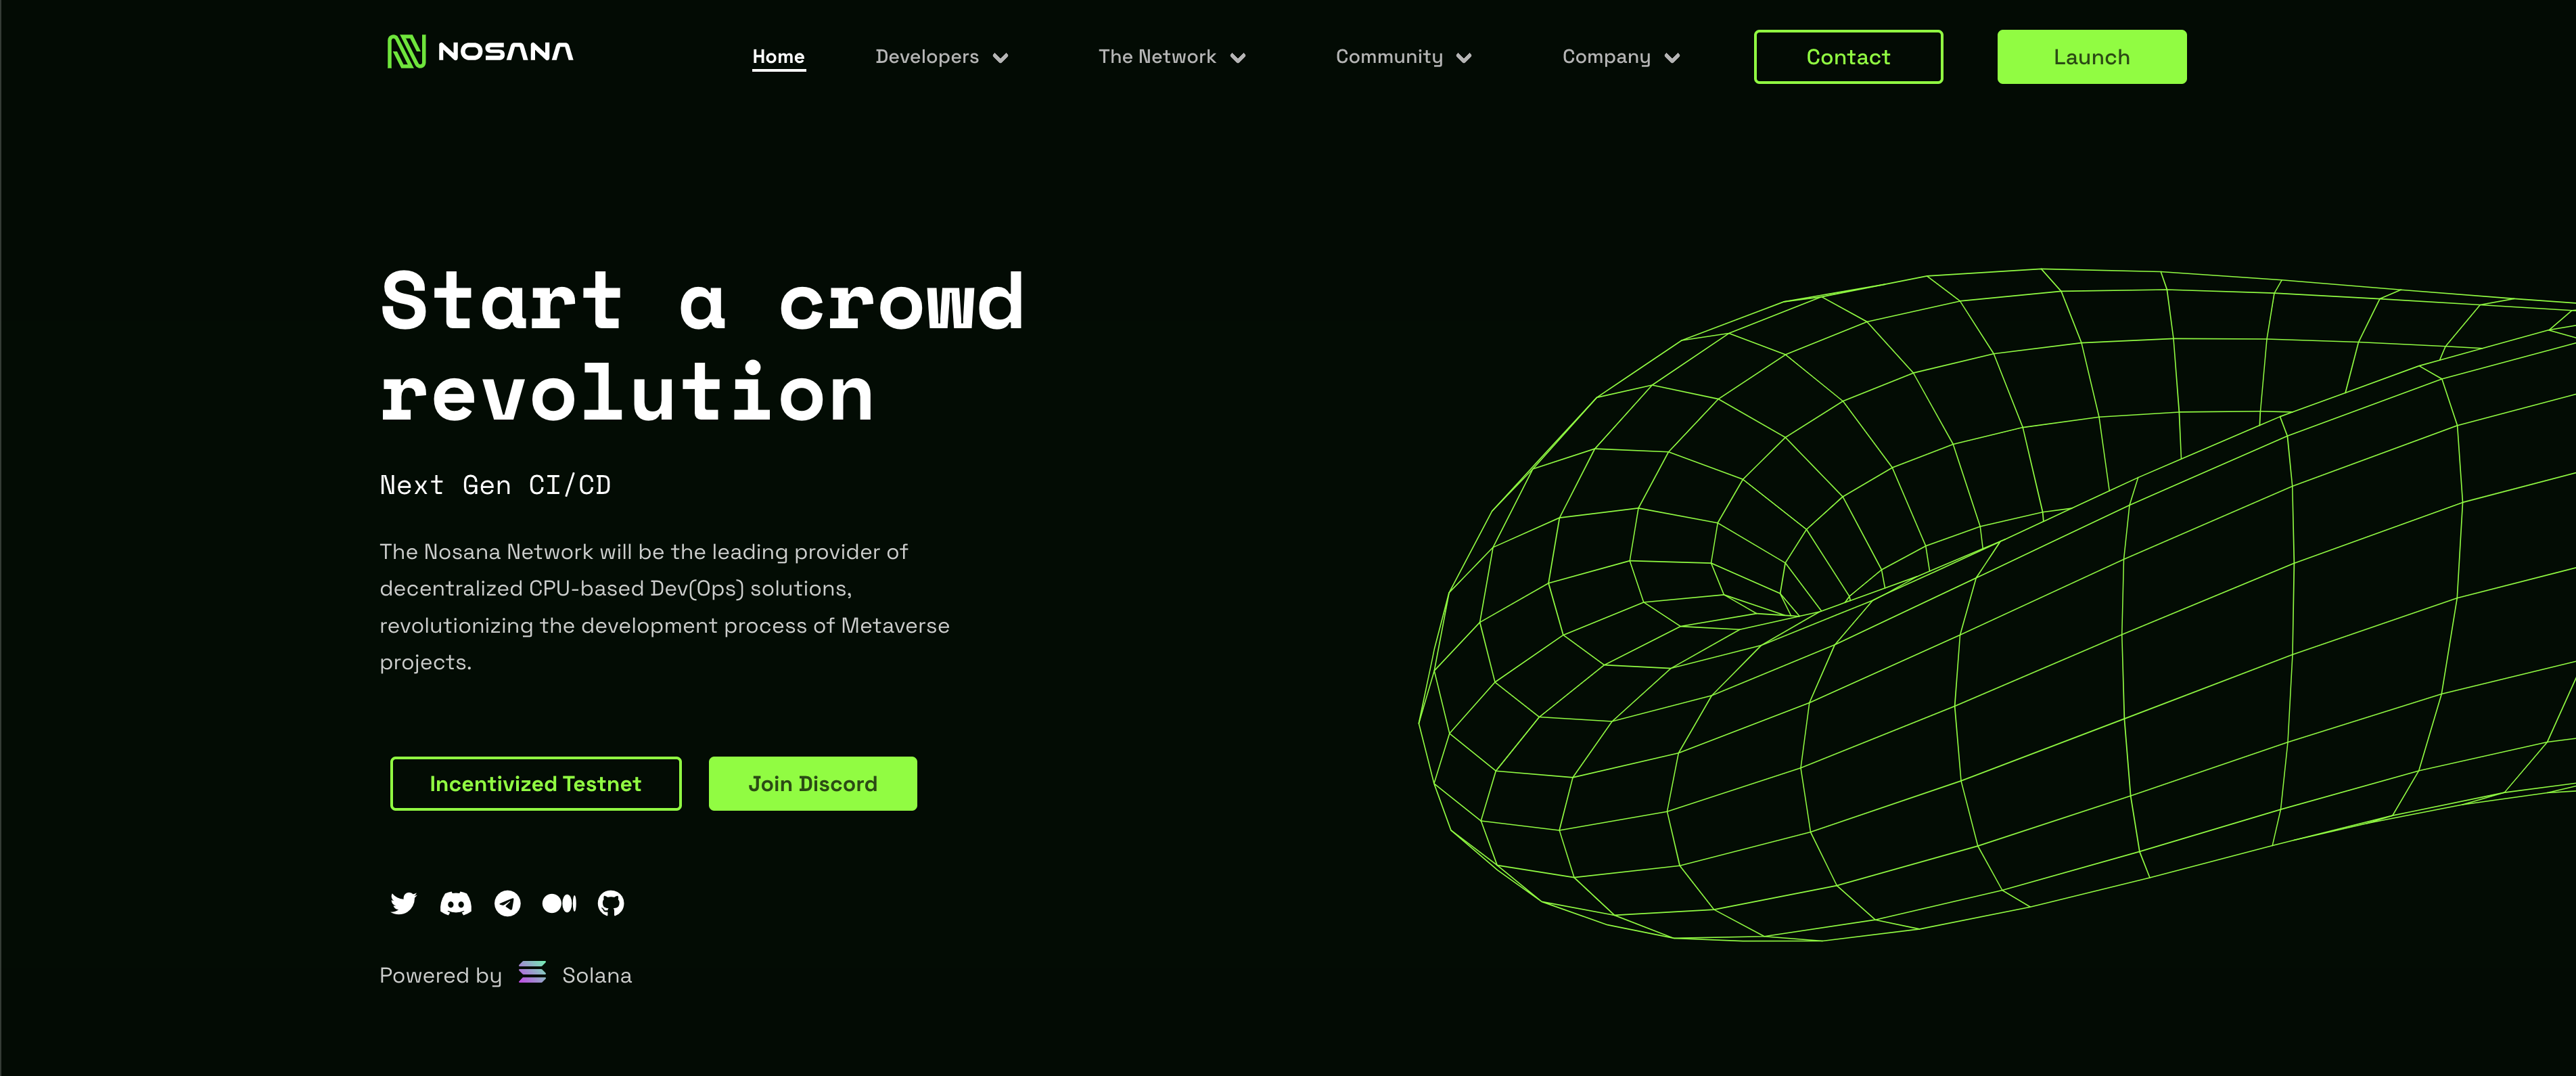 NOSANA
Home
Developers
The Network
Community
Company
Contact
Launch
Start a crowd
revolution
Next Gen CI/CD
The Nosana Network will be the leading provider of
decentralized CPU-based Dev(Ops) solutions,
revolutionizing the development process of Metaverse
projects.
Incentivized Testnet
Join Discord
Powered by Solana